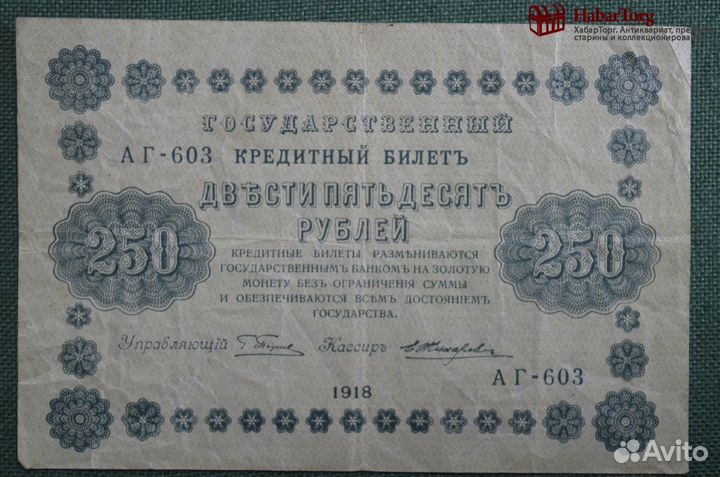 HabarTorg
ХабарТорг. Антиквариат, пре
старины и коллекционирова
ГОСУДАРСТВЕННЫЙ
АГ-603 КРЕДИТНЫЙ БИЛЕТЪ
ДВѢСТИ ПЯТЬДЕСЯТЪ
РУБЛЕЙ
250
250
КРЕДИТНЫЕ БИЛЕТЫ РАЗМѢНИВАЮТСЯ
ГОСУДАРСТВЕННЫМЪ БАНКОМЪ НА ЗОЛОТУЮ
МОНЕТУ БЕЗЪ ОГРАНИЧЕНІЯ СУММЫ
И ОБЕЗПЕЧИВАЮТСЯ ВСѢМЪ ДОСТОЯНІЕМЪ
ГОСУДАРСТВА.
Управляющій Кассиръ
АГ-603
1918
Avito